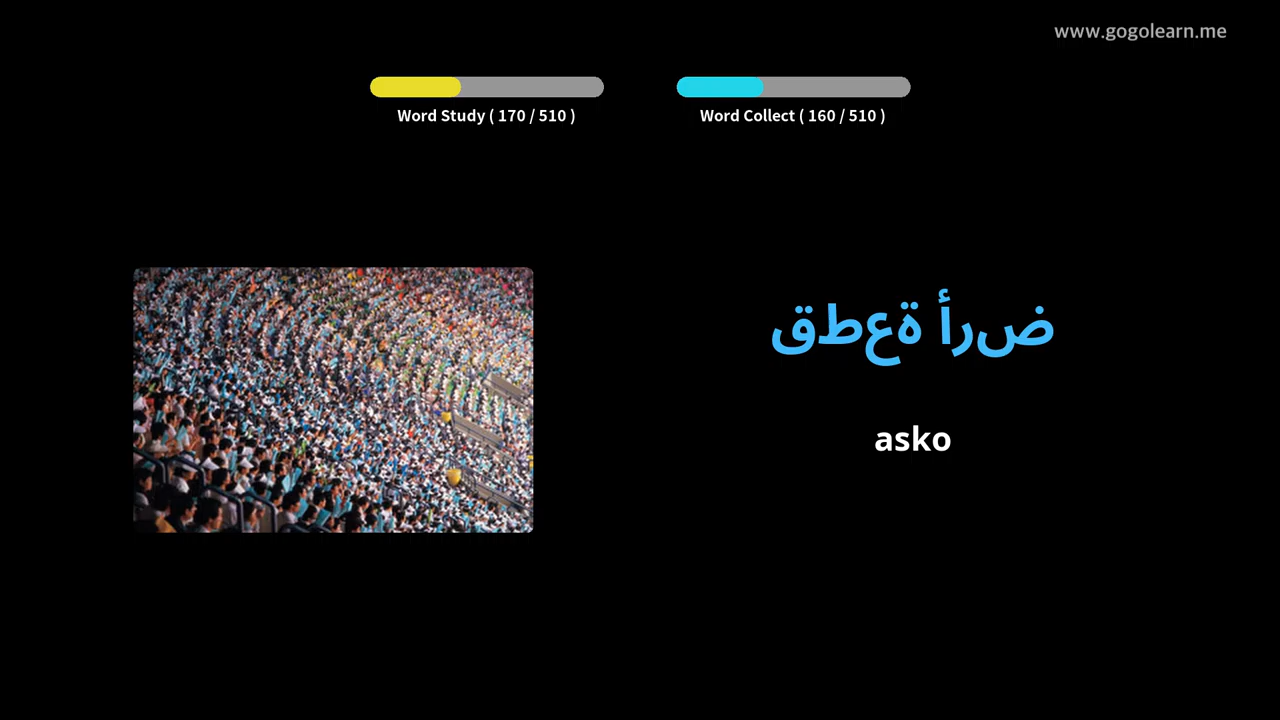 www.gogolearn.me
Word Study ( 170 / 510 )
Word Collect ( 160 / 510 )
قطعة أرض
asko